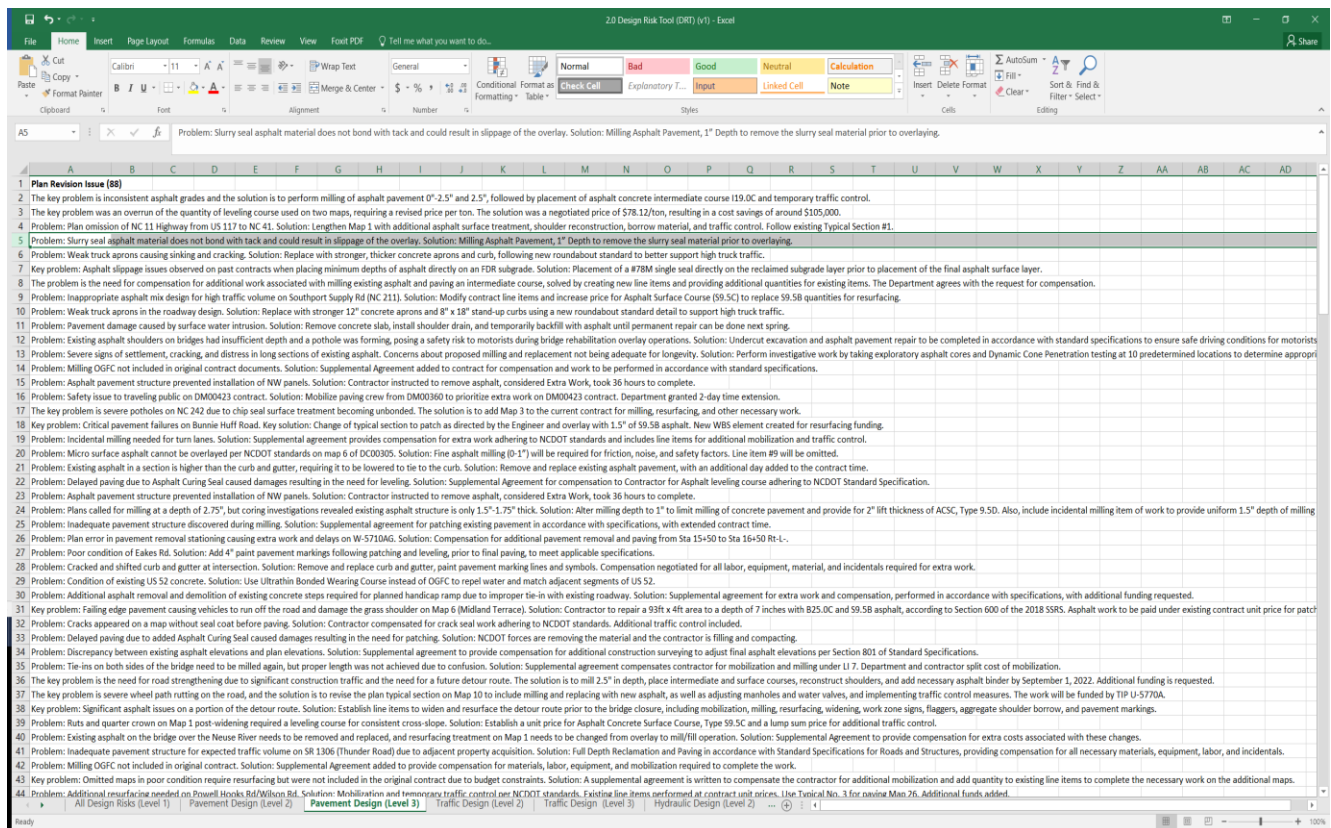 2.0 Design Risk Tool (DRT) (v1) - Excel
File Home Insert Page Layout Formulas Data Review View Foxit PDF Tell me what you want to do... Share
Cut Calibri 11 Wrap Text General Normal Bad Good Neutral Calculation AutoSum
Copy Fill
Paste Format Painter B I U Merge & Center $ % Conditional Formatting Format as Table Check Cell Explanatory T... Input Linked Cell Note Insert Delete Format Clear Sort & Filter Find & Select
Clipboard Font Alignment Number Styles Cells Editing
A5 fx Problem: Slurry seal asphalt material does not bond with tack and could result in slippage of the overlay. Solution: Milling Asphalt Pavement, 1" Depth to remove the slurry seal material prior to overlaying.
A B C D E F G H I J K L M N O P Q R S T U V W X Y Z AA AB AC AD
1 Plan Revision Issue (88)
2 The key problem is inconsistent asphalt grades and the solution is to perform milling of asphalt pavement 0"-2.5" and 2.5", followed by placement of asphalt concrete intermediate course I19.0C and temporary traffic control.
3 The key problem was an overrun of the quantity of leveling course used on two maps, requiring a revised price per ton. The solution was a negotiated price of $78.12/ton, resulting in a cost savings of around $105,000.
4 Problem: Plan omission of NC 11 Highway from US 117 to NC 41. Solution: Lengthen Map 1 with additional asphalt surface treatment, shoulder reconstruction, borrow material, and traffic control. Follow existing Typical Section #1.
5 Problem: Slurry seal asphalt material does not bond with tack and could result in slippage of the overlay. Solution: Milling Asphalt Pavement, 1" Depth to remove the slurry seal material prior to overlaying.
6 Problem: Weak truck aprons causing sinking and cracking. Solution: Replace with stronger, thicker concrete aprons and curb, following new roundabout standard to better support high truck traffic.
7 Key problem: Asphalt slippage issues observed on past contracts when placing minimum depths of asphalt directly on an FDR subgrade. Solution: Placement of a #78M single seal directly on the reclaimed subgrade layer prior to placement of the final asphalt surface layer.
8 The problem is the need for compensation for additional work associated with milling existing asphalt and paving an intermediate course, solved by creating new line items and providing additional quantities for existing items. The Department agrees with the request for compensation.
9 Problem: Inappropriate asphalt mix design for high traffic volume on Southport Supply Rd (NC 211). Solution: Modify contract line items and increase price for Asphalt Surface Course (S9.5C) to replace S9.5B quantities for resurfacing.
10 Problem: Weak truck aprons in the roadway design. Solution: Replace with stronger 12" concrete aprons and 8" x 18" stand-up curbs using a new roundabout standard detail to support high truck traffic.
11 Problem: Pavement damage caused by surface water intrusion. Solution: Remove concrete slab, install shoulder drain, and temporarily backfill with asphalt until permanent repair can be done next spring.
12 Problem: Existing asphalt shoulders on bridges had insufficient depth and a pothole was forming, posing a safety risk to motorists during bridge rehabilitation overlay operations. Solution: Undercut excavation and asphalt pavement repair to be completed in accordance with standard specifications to ensure safe driving conditions for motorists
13 Problem: Severe signs of settlement, cracking, and distress in long sections of existing asphalt. Concerns about proposed milling and replacement not being adequate for longevity. Solution: Perform investigative work by taking exploratory asphalt cores and Dynamic Cone Penetration testing at 10 predetermined locations to determine appropri
14 Problem: Milling OGFC not included in original contract documents. Solution: Supplemental Agreement added to contract for compensation and work to be performed in accordance with standard specifications.
15 Problem: Asphalt pavement structure prevented installation of NW panels. Solution: Contractor instructed to remove asphalt, considered Extra Work, took 36 hours to complete.
16 Problem: Safety issue to traveling public on DM00423 contract. Solution: Mobilize paving crew from DM00360 to prioritize extra work on DM00423 contract. Department granted 2-day time extension.
17 The key problem is severe potholes on NC 242 due to chip seal surface treatment becoming unbonded. The solution is to add Map 3 to the current contract for milling, resurfacing, and other necessary work.
18 Key problem: Critical pavement failures on Bunnie Huff Road. Key solution: Change of typical section to patch as directed by the Engineer and overlay with 1.5" of S9.5B asphalt. New WBS element created for resurfacing funding.
19 Problem: Incidental milling needed for turn lanes. Solution: Supplemental agreement provides compensation for extra work adhering to NCDOT standards and includes line items for additional mobilization and traffic control.
20 Problem: Micro surface asphalt cannot be overlayed per NCDOT standards on map 6 of DC00305. Solution: Fine asphalt milling (0-1") will be required for friction, noise, and safety factors. Line item #9 will be omitted.
21 Problem: Existing asphalt in a section is higher than the curb and gutter, requiring it to be lowered to tie to the curb. Solution: Remove and replace existing asphalt pavement, with an additional day added to the contract time.
22 Problem: Delayed paving due to Asphalt Curing Seal caused damages resulting in the need for leveling. Solution: Supplemental Agreement for compensation to Contractor for Asphalt leveling course adhering to NCDOT Standard Specification.
23 Problem: Asphalt pavement structure prevented installation of NW panels. Solution: Contractor instructed to remove asphalt, considered Extra Work, took 36 hours to complete.
24 Problem: Plans called for milling at a depth of 2.75", but coring investigations revealed existing asphalt structure is only 1.5"-1.75" thick. Solution: Alter milling depth to 1" to limit milling of concrete pavement and provide for 2" lift thickness of ACSC, Type 9.5D. Also, include incidental milling item of work to provide uniform 1.5" depth of milling
25 Problem: Inadequate pavement structure discovered during milling. Solution: Supplemental agreement for patching existing pavement in accordance with specifications, with extended contract time.
26 Problem: Plan error in pavement removal stationing causing extra work and delays on W-5710AG. Solution: Compensation for additional pavement removal and paving from Sta 15+50 to Sta 16+50 Rt-L-.
27 Problem: Poor condition of Eakes Rd. Solution: Add 4" paint pavement markings following patching and leveling, prior to final paving, to meet applicable specifications.
28 Problem: Cracked and shifted curb and gutter at intersection. Solution: Remove and replace curb and gutter, paint pavement marking lines and symbols. Compensation negotiated for all labor, equipment, material, and incidentals required for extra work.
29 Problem: Condition of existing US 52 concrete. Solution: Use Ultrathin Bonded Wearing Course instead of OGFC to repel water and match adjacent segments of US 52.
30 Problem: Additional asphalt removal and demolition of existing concrete steps required for planned handicap ramp due to improper tie-in with existing roadway. Solution: Supplemental agreement for extra work and compensation, performed in accordance with specifications, with additional funding requested.
31 Key problem: Failing edge pavement causing vehicles to run off the road and damage the grass shoulder on Map 6 (Midland Terrace). Solution: Contractor to repair a 93ft x 4ft area to a depth of 7 inches with B25.0C and S9.5B asphalt, according to Section 600 of the 2018 SSRS. Asphalt work to be paid under existing contract unit price for patch
32 Problem: Cracks appeared on a map without seal coat before paving. Solution: Contractor compensated for crack seal work adhering to NCDOT standards. Additional traffic control included.
33 Problem: Delayed paving due to added Asphalt Curing Seal caused damages resulting in the need for patching. Solution: NCDOT forces are removing the material and the contractor is filling and compacting.
34 Problem: Discrepancy between existing asphalt elevations and plan elevations. Solution: Supplemental agreement to provide compensation for additional construction surveying to adjust final asphalt elevations per Section 801 of Standard Specifications.
35 Problem: Tie-ins on both sides of the bridge need to be milled again, but proper length was not achieved due to confusion. Solution: Supplemental agreement compensates contractor for mobilization and milling under LI 7. Department and contractor split cost of mobilization.
36 The key problem is the need for road strengthening due to significant construction traffic and the need for a future detour route. The solution is to mill 2.5" in depth, place intermediate and surface courses, reconstruct shoulders, and add necessary asphalt binder by September 1, 2022. Additional funding is requested.
37 The key problem is severe wheel path rutting on the road, and the solution is to revise the plan typical section on Map 10 to include milling and replacing with new asphalt, as well as adjusting manholes and water valves, and implementing traffic control measures. The work will be funded by TIP U-5770A.
38 Key problem: Significant asphalt issues on a portion of the detour route. Solution: Establish line items to widen and resurface the detour route prior to the bridge closure, including mobilization, milling, resurfacing, widening, work zone signs, flaggers, aggregate shoulder borrow, and pavement markings.
39 Problem: Ruts and quarter crown on Map 1 post-widening required a leveling course for consistent cross-slope. Solution: Establish a unit price for Asphalt Concrete Surface Course, Type S9.5C and a lump sum price for additional traffic control.
40 Problem: Existing asphalt on the bridge over the Neuse River needs to be removed and replaced, and resurfacing treatment on Map 1 needs to be changed from overlay to mill/fill operation. Solution: Supplemental Agreement to provide compensation for extra costs associated with these changes.
41 Problem: Inadequate pavement structure for expected traffic volume on SR 1306 (Thunder Road) due to adjacent property acquisition. Solution: Full Depth Reclamation and Paving in accordance with Standard Specifications for Roads and Structures, providing compensation for all necessary materials, equipment, labor, and incidentals.
42 Problem: Milling OGFC not included in original contract. Solution: Supplemental Agreement added to provide compensation for materials, labor, equipment, and mobilization required to complete the work.
43 Key problem: Omitted maps in poor condition require resurfacing but were not included in the original contract due to budget constraints. Solution: A supplemental agreement is written to compensate the contractor for additional mobilization and add quantity to existing line items to complete the necessary work on the additional maps.
44 Problem: Additional resurfacing needed on Powell Hooks Rd/Wilson Rd. Solution: Mobilization and temporary traffic control per NCDOT standards. Existing line items performed at contract unit prices. Use Typical No. 3 for paving Map 26. Additional funds added.
All Design Risks (Level 1) Pavement Design (Level 2) Pavement Design (Level 3) Traffic Design (Level 2) Traffic Design (Level 3) Hydraulic Design (Level 2) ...
Ready 100%